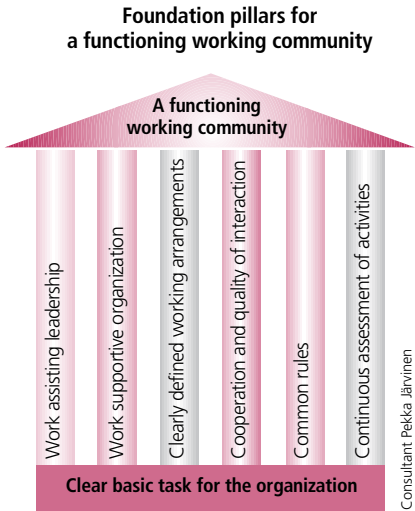 Foundation pillars for
a functioning working community
A functioning
working community
Work assisting leadership
Work supportive organization
Clearly defined working arrangements
Cooperation and quality of interaction
Common rules
Continuous assessment of activities
Clear basic task for the organization
Consultant Pekka Järvinen